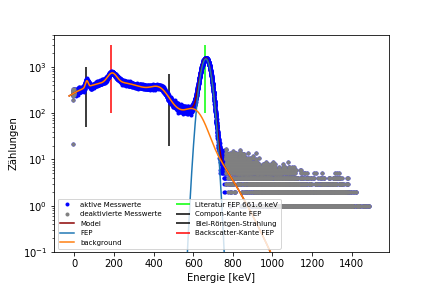 Zählungen
10³
10²
10¹
10⁰
10⁻¹
aktive Messwerte
deaktivierte Messwerte
Model
FEP
background
Literatur FEP 661.6 keV
Compon-Kante FEP
Blei-Röntgen-Strahlung
Backscatter-Kante FEP
0 200 400 600 800 1000 1200 1400
Energie [keV]